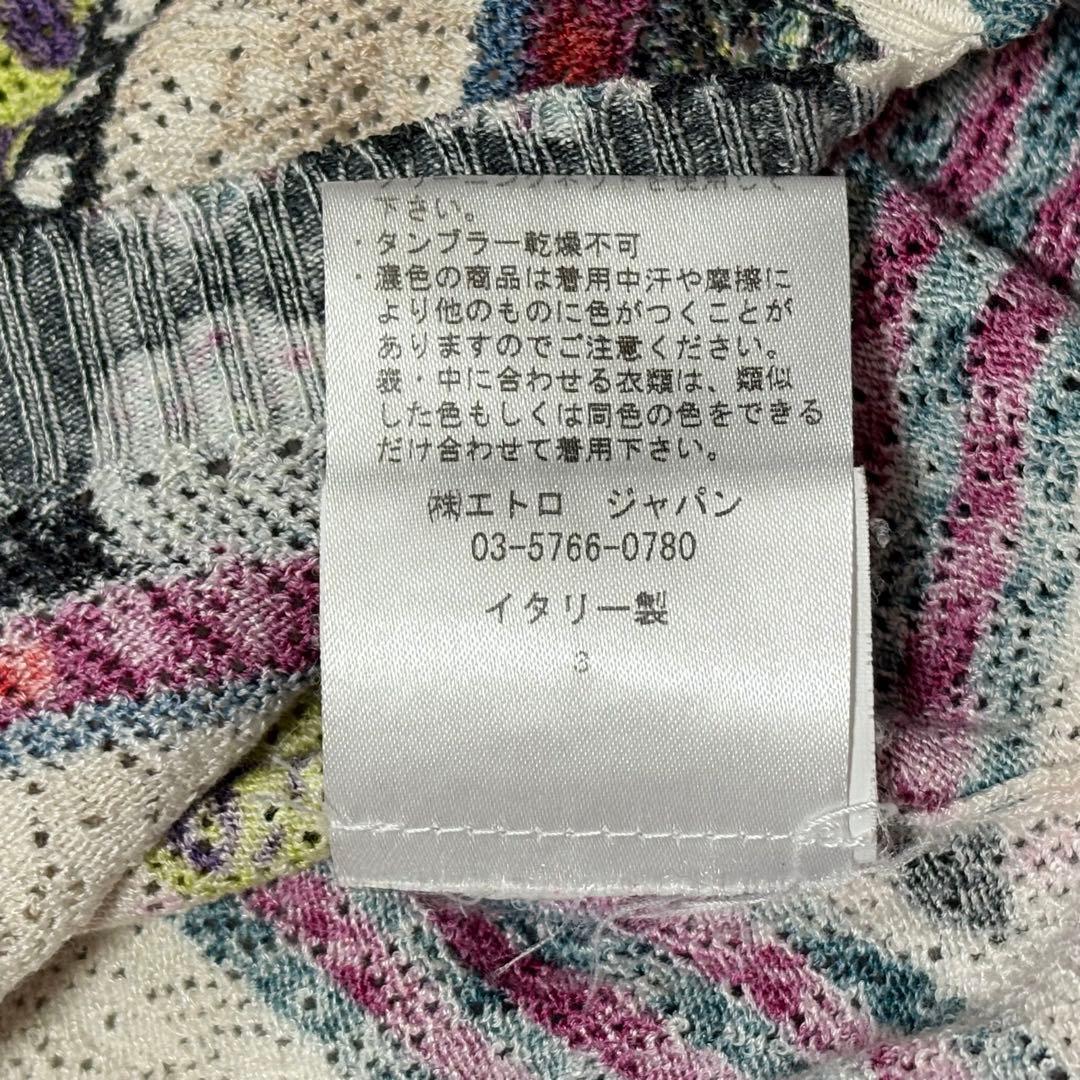 下さい。
・タンブラー乾燥不可
・濃色の商品は着用中汗や摩擦に
より他のものに色がつくことが
ありますのでご注意ください。
表・中に合わせる衣類は、類似
した色もしくは同色の色をできる
だけ合わせて着用下さい。
㈱エトロ ジャパン
03-5766-0780
イタリー製
3